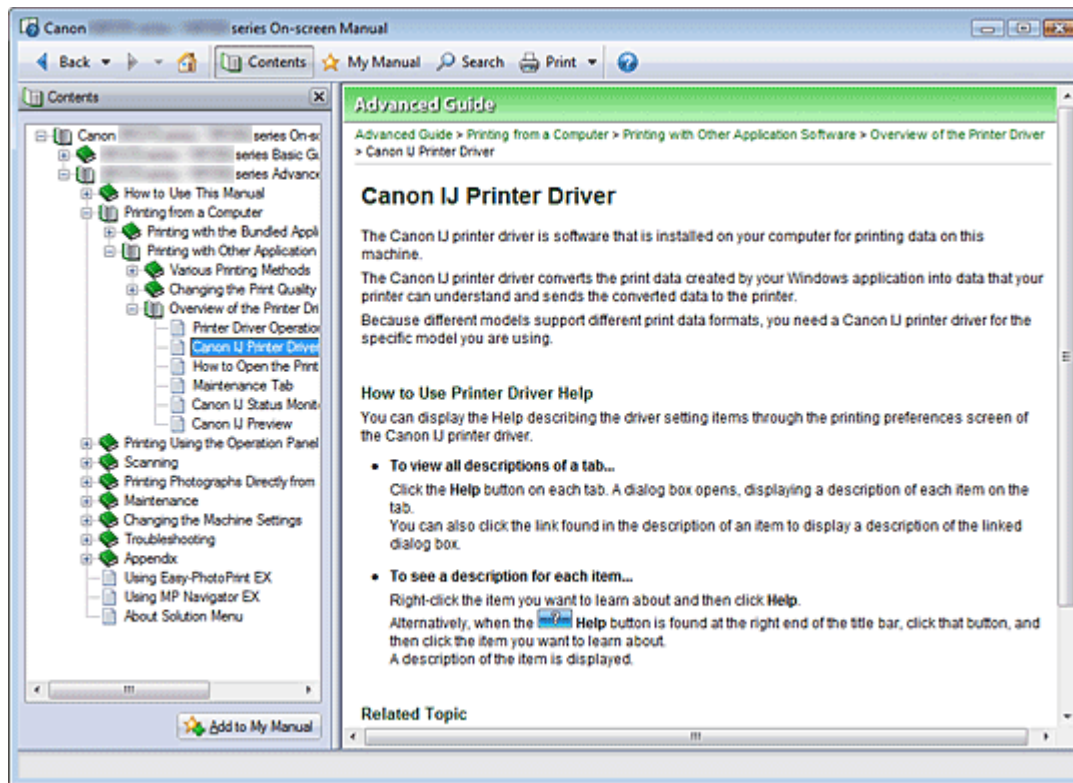 Canon series On-screen Manual
Back Contents My Manual Search Print
Contents
Canon series On-s
series Basic Gu
series Advance
How to Use This Manual
Printing from a Computer
Printing with the Bundled Appli
Printing with Other Application
Various Printing Methods
Changing the Print Quality
Overview of the Printer Dri
Printer Driver Operation
Canon IJ Printer Driver
How to Open the Print
Maintenance Tab
Canon IJ Status Monit
Canon IJ Preview
Printing Using the Operation Panel
Scanning
Printing Photographs Directly from
Maintenance
Changing the Machine Settings
Troubleshooting
Appendix
Using Easy-PhotoPrint EX
Using MP Navigator EX
About Solution Menu
Add to My Manual
Advanced Guide
Advanced Guide > Printing from a Computer > Printing with Other Application Software > Overview of the Printer Driver
> Canon IJ Printer Driver
Canon IJ Printer Driver
The Canon IJ printer driver is software that is installed on your computer for printing data on this
machine.
The Canon IJ printer driver converts the print data created by your Windows application into data that your
printer can understand and sends the converted data to the printer.
Because different models support different print data formats, you need a Canon IJ printer driver for the
specific model you are using.
How to Use Printer Driver Help
You can display the Help describing the driver setting items through the printing preferences screen of
the Canon IJ printer driver.
• To view all descriptions of a tab...
Click the Help button on each tab. A dialog box opens, displaying a description of each item on the
tab.
You can also click the link found in the description of an item to display a description of the linked
dialog box.
• To see a description for each item...
Right-click the item you want to learn about and then click Help.
Alternatively, when the ? Help button is found at the right end of the title bar, click that button, and
then click the item you want to learn about.
A description of the item is displayed.
Related Topic